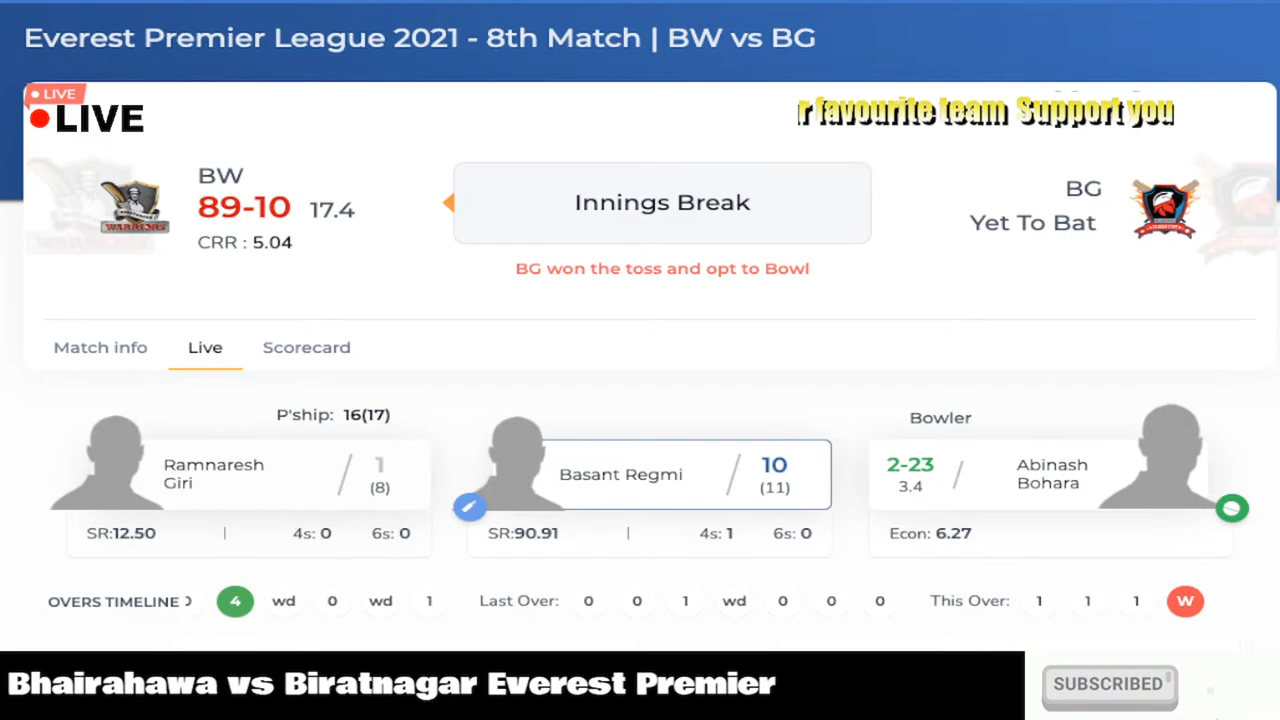 Everest Premier League 2021 - 8th Match | BW vs BG
LIVE
LIVE
r favourite team Support you
BW
89-10 17.4
CRR : 5.04
Innings Break
BG won the toss and opt to Bowl
BG
Yet To Bat
WARRIORS
Match info Live Scorecard
P'ship: 16(17)
Ramnaresh
Giri
1
(8)
SR:12.50 | 4s: 0 6s: 0
Basant Regmi
10
(11)
SR:90.91 | 4s: 1 6s: 0
Bowler
2-23
3.4
Abinash
Bohara
Econ: 6.27
OVERS TIMELINE 4 wd 0 wd 1 Last Over: 0 0 1 wd 0 0 0 This Over: 1 1 1 W
Bhairahawa vs Biratnagar Everest Premier
SUBSCRIBED